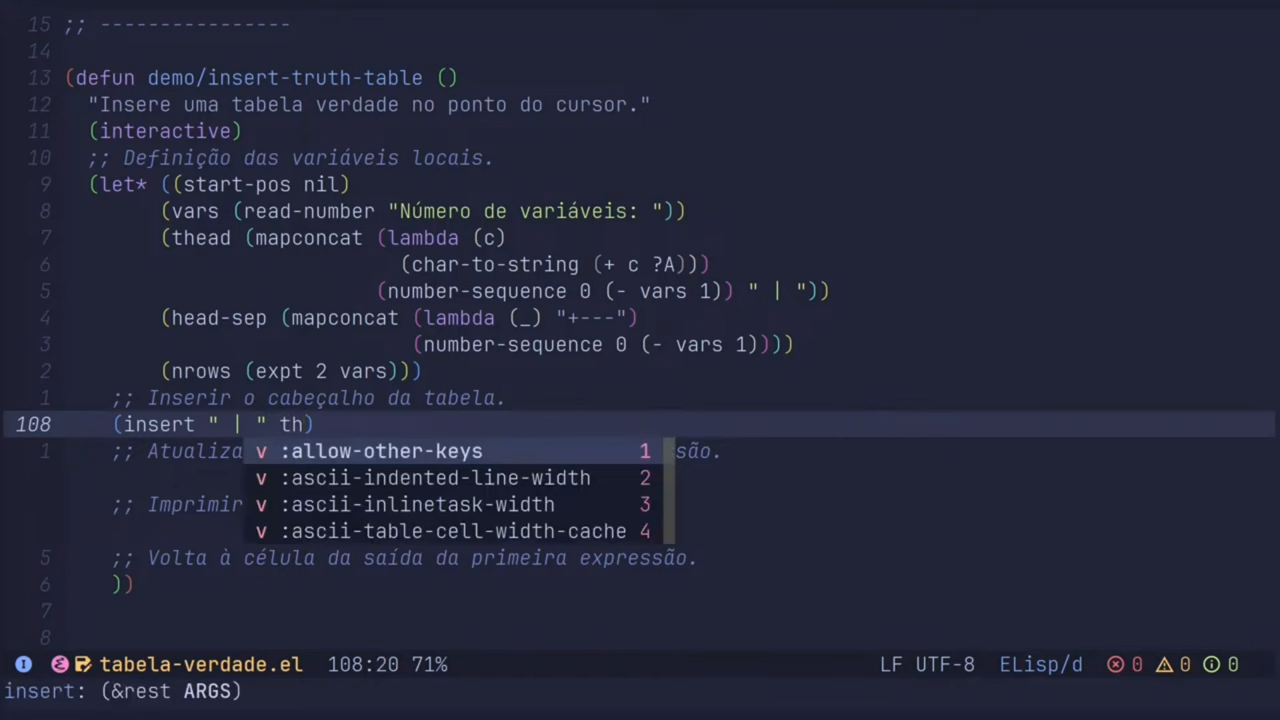 15 ;; ----------------
14
13 (defun demo/insert-truth-table ()
12 "Insere uma tabela verdade no ponto do cursor."
11 (interactive)
10 ;; Definição das variáveis locais.
9 (let* ((start-pos nil)
8 (vars (read-number "Número de variáveis: "))
7 (thead (mapconcat (lambda (c)
6 (char-to-string (+ c ?A)))
5 (number-sequence 0 (- vars 1)) " | "))
4 (head-sep (mapconcat (lambda (_) "+---")
3 (number-sequence 0 (- vars 1))))
2 (nrows (expt 2 vars)))
1 ;; Inserir o cabeçalho da tabela.
108 (insert " | " th)
1 ;; Atualiza são.
v :allow-other-keys 1
v :ascii-indented-line-width 2
;; Imprimir
v :ascii-inlinetask-width 3
v :ascii-table-cell-width-cache 4
5 ;; Volta à célula da saída da primeira expressão.
6 ))
7
8
I tabela-verdade.el 108:20 71% LF UTF-8 ELisp/d 0 0 0
insert: (&rest ARGS)